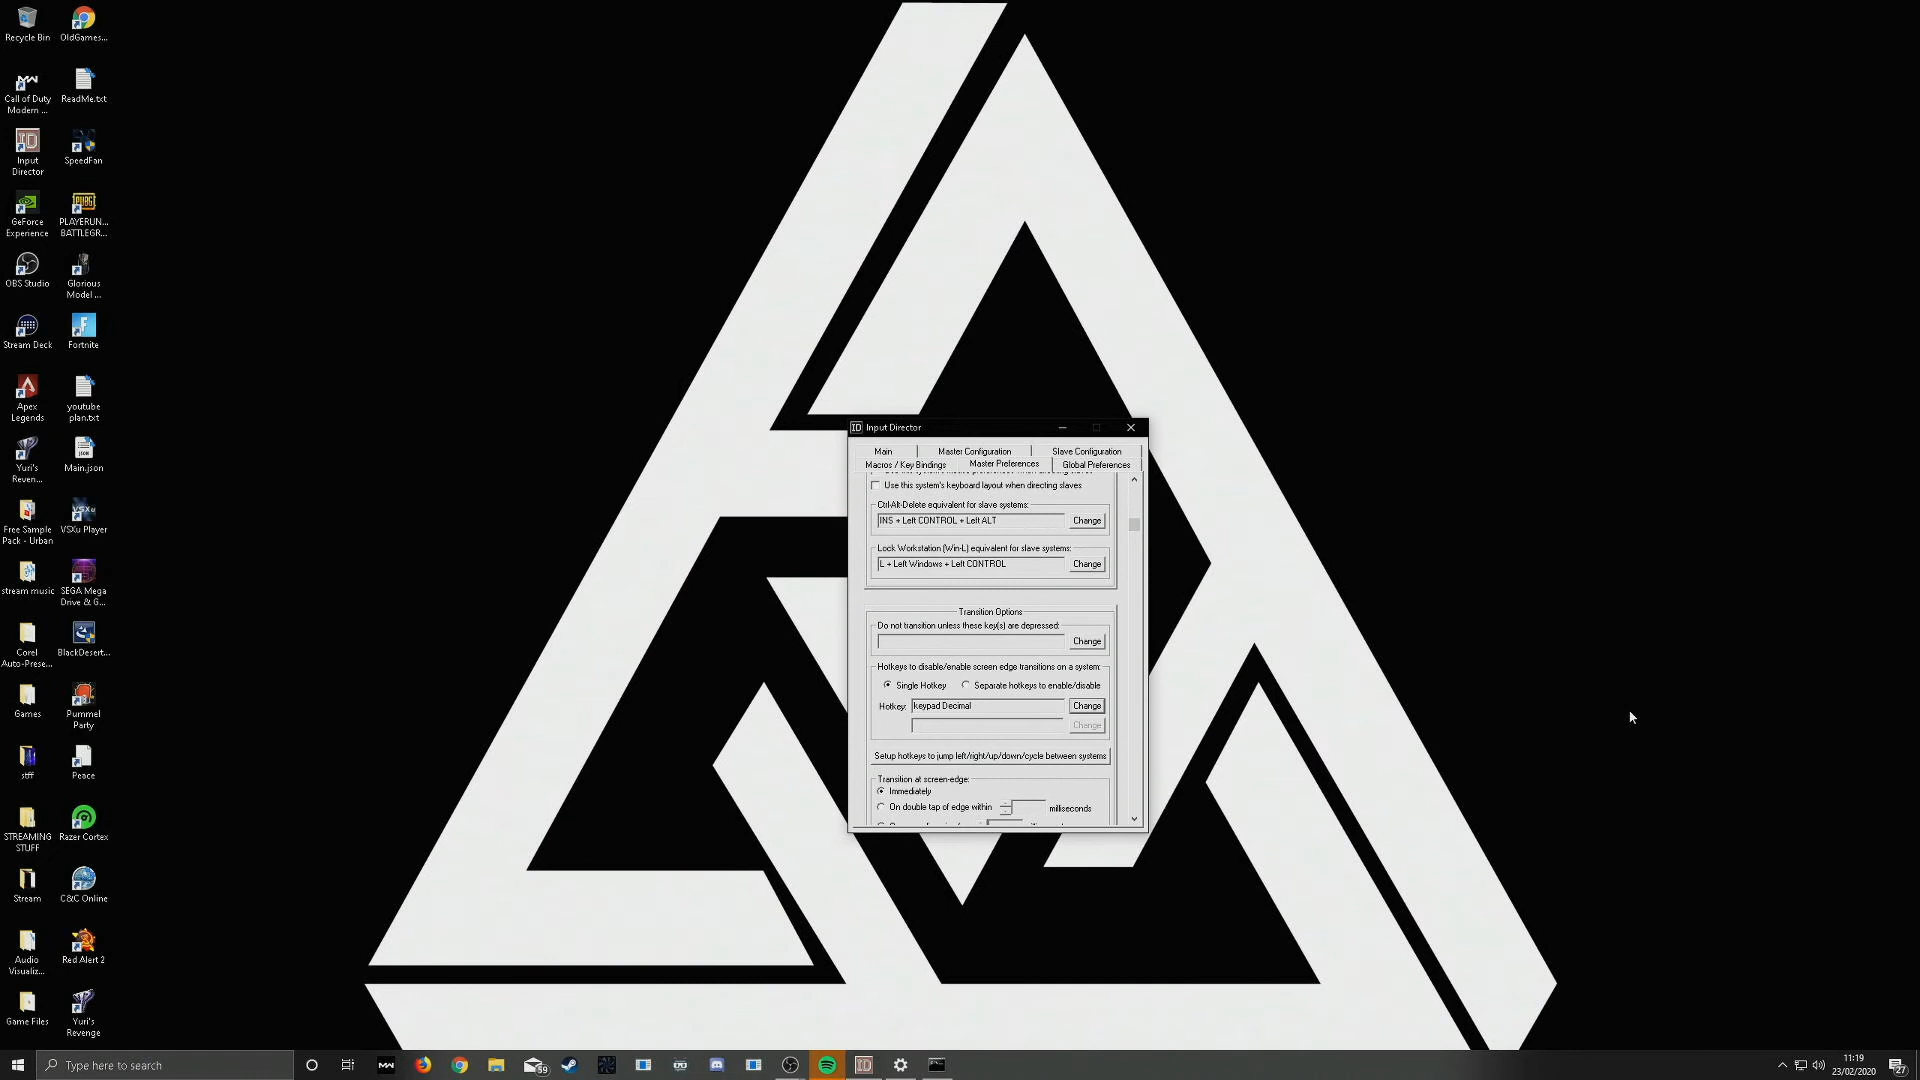 Recycle Bin
OldGames...
Call of Duty
Modern ...
ReadMe.txt
Input
Director
SpeedFan
GeForce
Experience
PLAYERUN...
BATTLEGR...
OBS Studio
Glorious
Model ...
Stream Deck
Fortnite
Apex
Legends
youtube
plan.txt
Yuri's
Reven...
Main.json
Free Sample
Pack - Urban
VSXu Player
stream music
SEGA Mega
Drive & G...
Corel
Auto-Prese...
BlackDesert...
Games
Pummel
Party
stff
Peace
STREAMING
STUFF
Razer Cortex
Stream
C&C Online
Audio
Visualiz...
Red Alert 2
Game Files
Yuri's
Revenge
ID Input Director
Main
Master Configuration
Slave Configuration
Macros / Key Bindings
Master Preferences
Global Preferences
Use this system's keyboard layout when directing slaves
Ctrl-Alt-Delete equivalent for slave systems:
INS + Left CONTROL + Left ALT
Change
Lock Workstation (Win-L) equivalent for slave systems:
L + Left Windows + Left CONTROL
Change
Transition Options
Do not transition unless these key(s) are depressed:
Change
Hotkeys to disable/enable screen edge transitions on a system:
Single Hotkey
Separate hotkeys to enable/disable
Hotkey:
keypad Decimal
Change
Change
Setup hotkeys to jump left/right/up/down/cycle between systems
Transition at screen-edge:
Immediately
On double tap of edge within
milliseconds
Type here to search
59
ID
11:19
23/02/2020
27